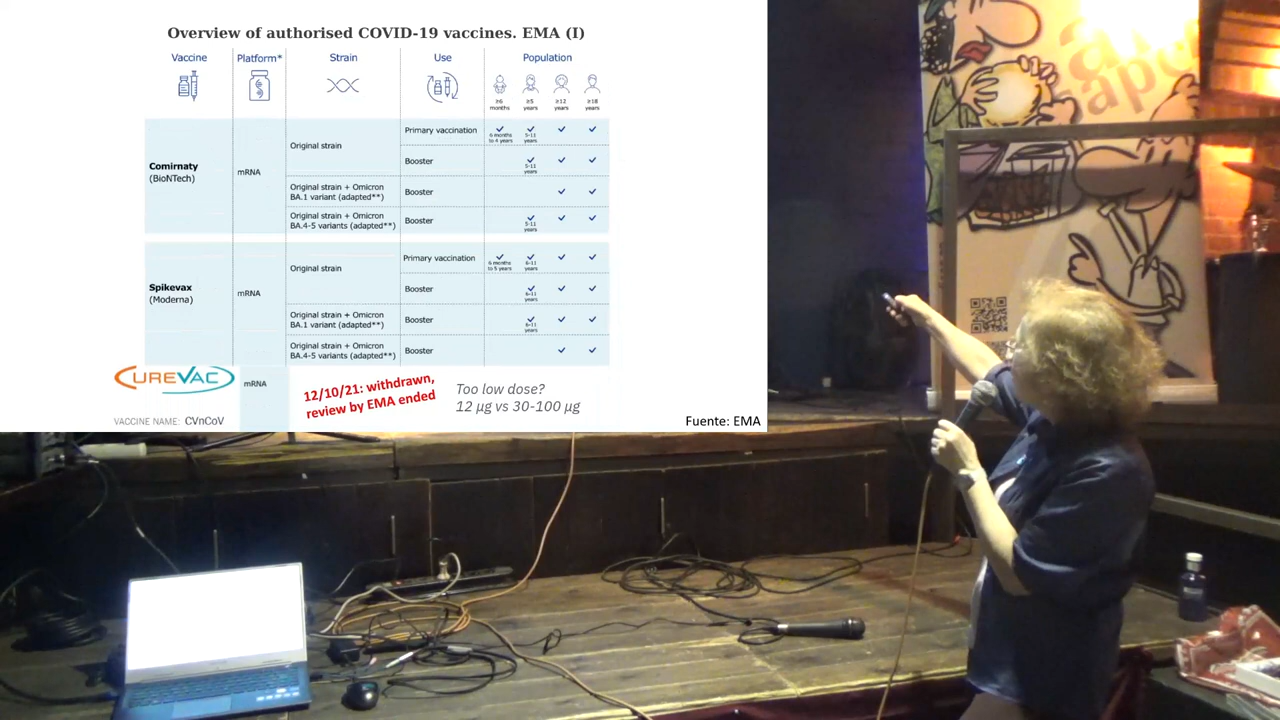 Overview of authorised COVID-19 vaccines. EMA (I)
Vaccine Platform* Strain Use Population
≥6 months ≥5 years ≥12 years ≥18 years
Comirnaty
(BioNTech)
mRNA
Original strain
Primary vaccination
6 months to 4 years
5-11 years
Booster
5-11 years
Original strain + Omicron
BA.1 variant (adapted**)
Booster
Original strain + Omicron
BA.4-5 variants (adapted**)
Booster
5-11 years
Spikevax
(Moderna)
mRNA
Original strain
Primary vaccination
6 months to 5 years
6-11 years
Booster
6-11 years
Original strain + Omicron
BA.1 variant (adapted**)
Booster
6-11 years
Original strain + Omicron
BA.4-5 variants (adapted**)
Booster
CUREVAC
mRNA
12/10/21: withdrawn,
review by EMA ended
Too low dose?
12 µg vs 30-100 µg
VACCINE NAME: CVnCoV
Fuente: EMA